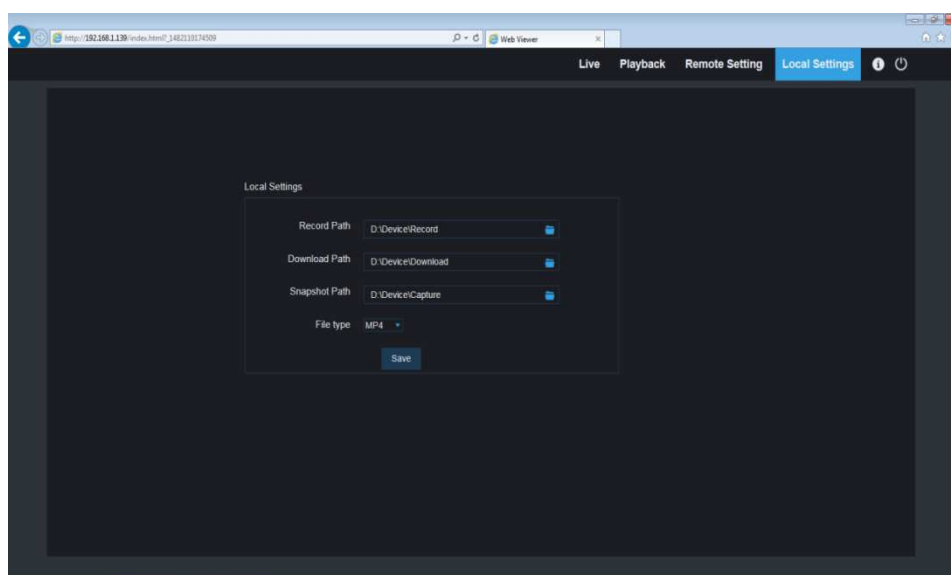 http://192.168.1.139/index.html?_1482110174509
Web Viewer
Live Playback Remote Setting Local Settings
Local Settings
Record Path D:\Device\Record
Download Path D:\Device\Download
Snapshot Path D:\Device\Capture
File type MP4
Save